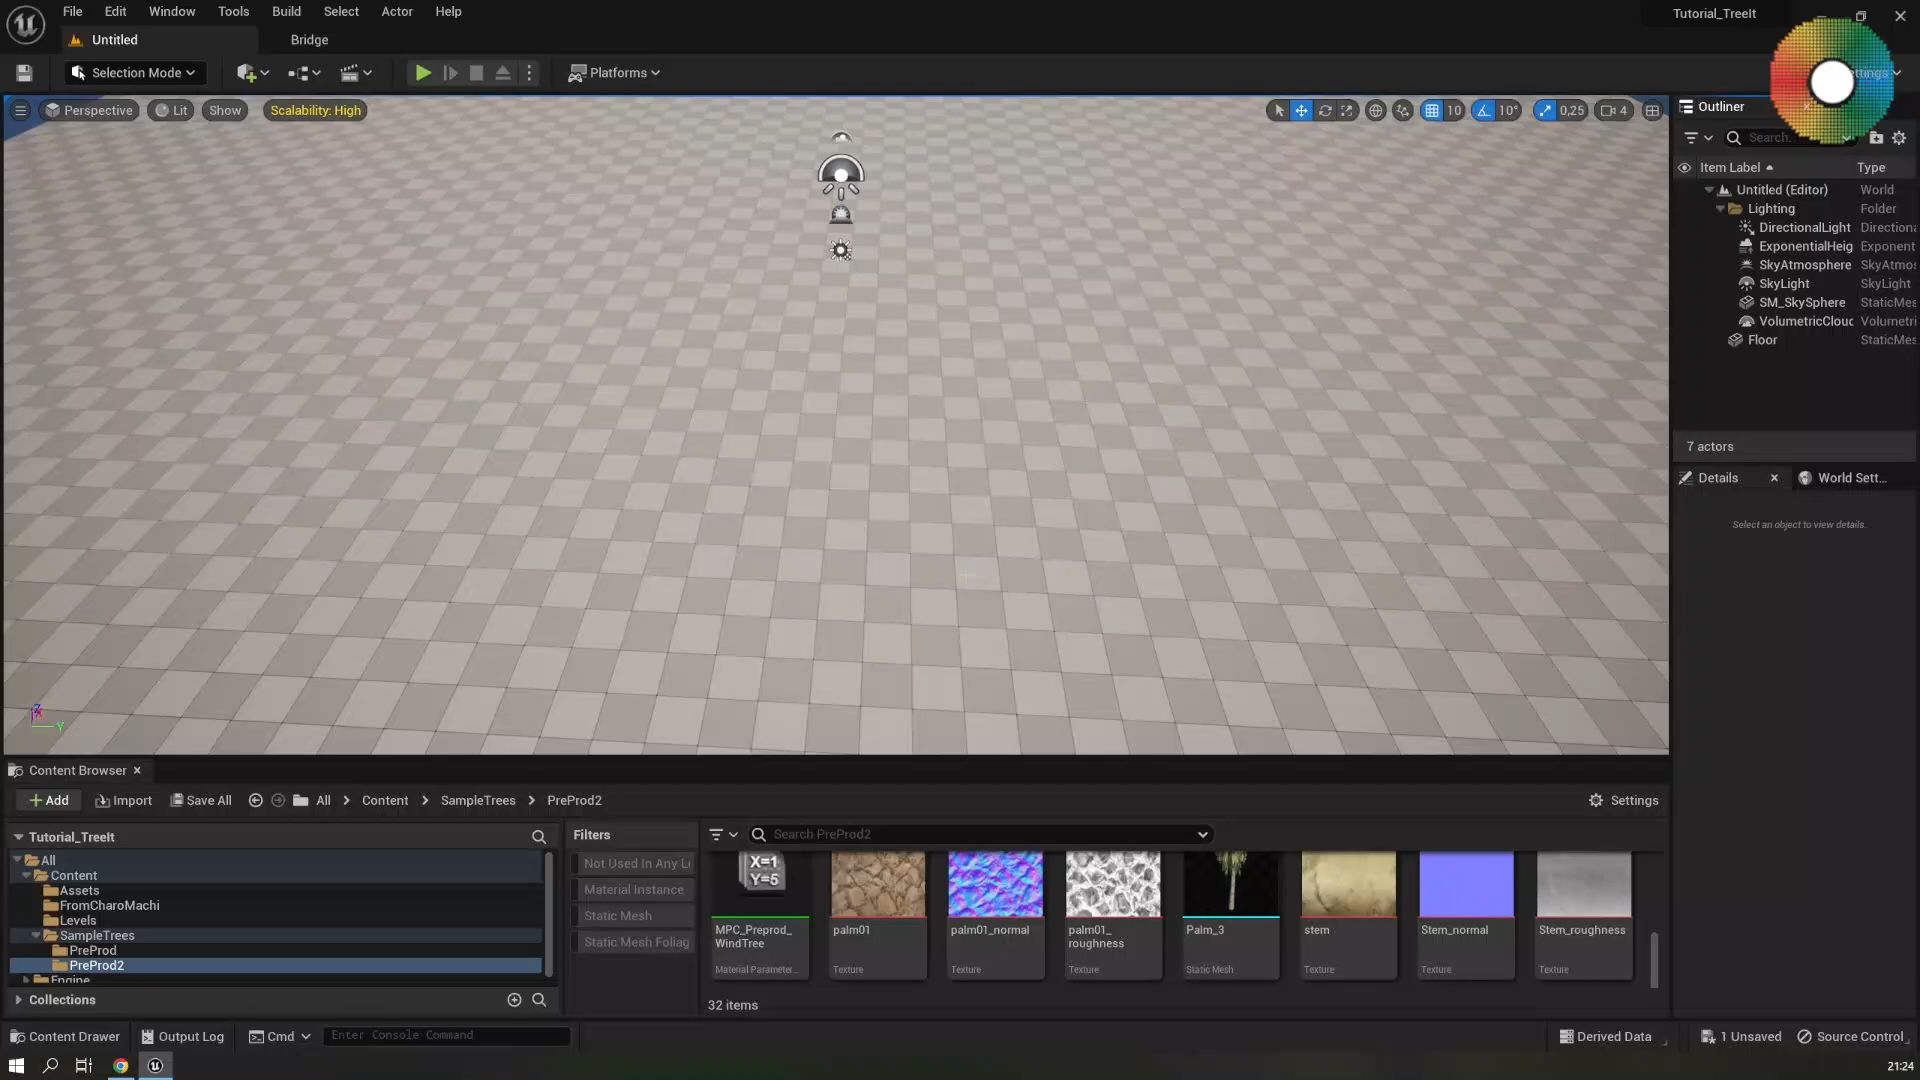 File Edit Window Tools Build Select Actor Help
Tutorial_TreeIt
Untitled
Bridge
Selection Mode
Platforms
Perspective
Lit
Show
Scalability: High
10
10°
0,25
4
Outliner
Search
Item Label
Type
Untitled (Editor) World
Lighting Folder
DirectionalLight Directiona
ExponentialHeig Exponent
SkyAtmosphere SkyAtmos
SkyLight SkyLight
SM_SkySphere StaticMes
VolumetricClouc Volumetri
Floor StaticMes
7 actors
Details
World Sett...
Select an object to view details.
Z
Y
Content Browser
Add
Import
Save All
All > Content > SampleTrees > PreProd2
Settings
Tutorial_TreeIt
All
Content
Assets
FromCharoMachi
Levels
SampleTrees
PreProd
PreProd2
Engine
Collections
Filters
Not Used In Any L
Material Instance
Static Mesh
Static Mesh Foliag
Search PreProd2
X=1
Y=5
MPC_Preprod_
WindTree
Material Parameter...
palm01
Texture
palm01_normal
Texture
palm01_
roughness
Texture
Palm_3
Static Mesh
stem
Texture
Stem_normal
Texture
Stem_roughness
Texture
32 items
Content Drawer
Output Log
Cmd
Enter Console Command
Derived Data
1 Unsaved
Source Control
21:24